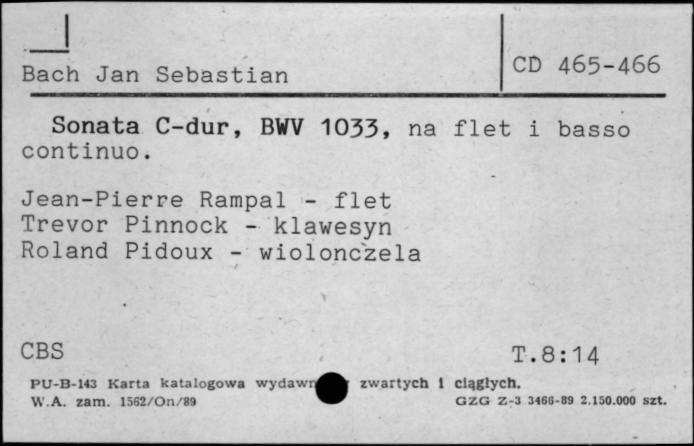 Bach Jan Sebastian
CD 465-466
Sonata C-dur, BWV 1033, na flet i basso
continuo.
Jean-Pierre Rampal - flet
Trevor Pinnock - klawesyn
Roland Pidoux - wiolonczela
CBS
T.8:14
PU-B-143 Karta katalogowa zwartych i ciągłych.
W.A. zam. 1562/On/89
GZG Z-3 3466-89 2.150.000 szt.